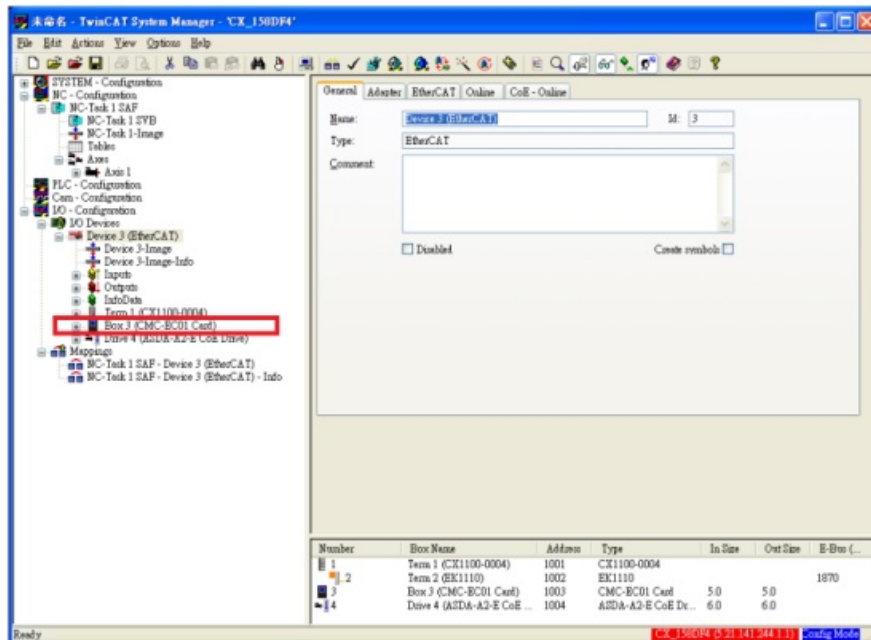 未命名 - TwinCAT System Manager - 'CX_158DF4'
File Edit Actions View Options Help
SYSTEM - Configuration
NC - Configuration
NC-Task 1 SAF
NC-Task 1 SVB
NC-Task 1-Image
Tables
Axes
Axis 1
PLC - Configuration
Cam - Configuration
I/O - Configuration
I/O Devices
Device 3 (EtherCAT)
Device 3-Image
Device 3-Image-Info
Inputs
Outputs
InfoData
Term 1 (CX1100-0004)
Box 3 (CMC-EC01 Card)
Drive 4 (ASDA-A2-E CoE Drive)
Mappings
NC-Task 1 SAF - Device 3 (EtherCAT)
NC-Task 1 SAF - Device 3 (EtherCAT) - Info
General Adapter EtherCAT Online CoE - Online
Name: Device 3 (EtherCAT) Id: 3
Type: EtherCAT
Comment:
Disabled Create symbols
Number Box Name Address Type In Size Out Size E-Bus (...
1 Term 1 (CX1100-0004) 1001 CX1100-0004
2 Term 2 (EK1110) 1002 EK1110 1870
3 Box 3 (CMC-EC01 Card) 1003 CMC-EC01 Card 5.0 5.0
4 Drive 4 (ASDA-A2-E CoE ... 1004 ASDA-A2-E CoE Dr... 6.0 6.0
Ready CX_158DF4 (5.21.141.244.1.1) Config Mode